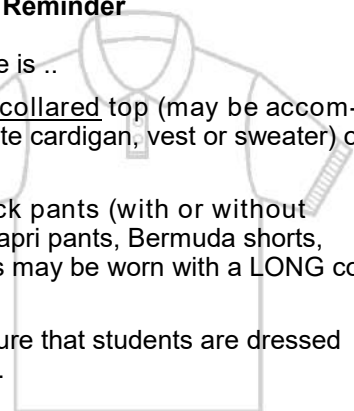 Reminder
e is ..
collared top (may be accom-
te cardigan, vest or sweater) o
ck pants (with or without
apri pants, Bermuda shorts,
s may be worn with a LONG co
ure that students are dressed
.